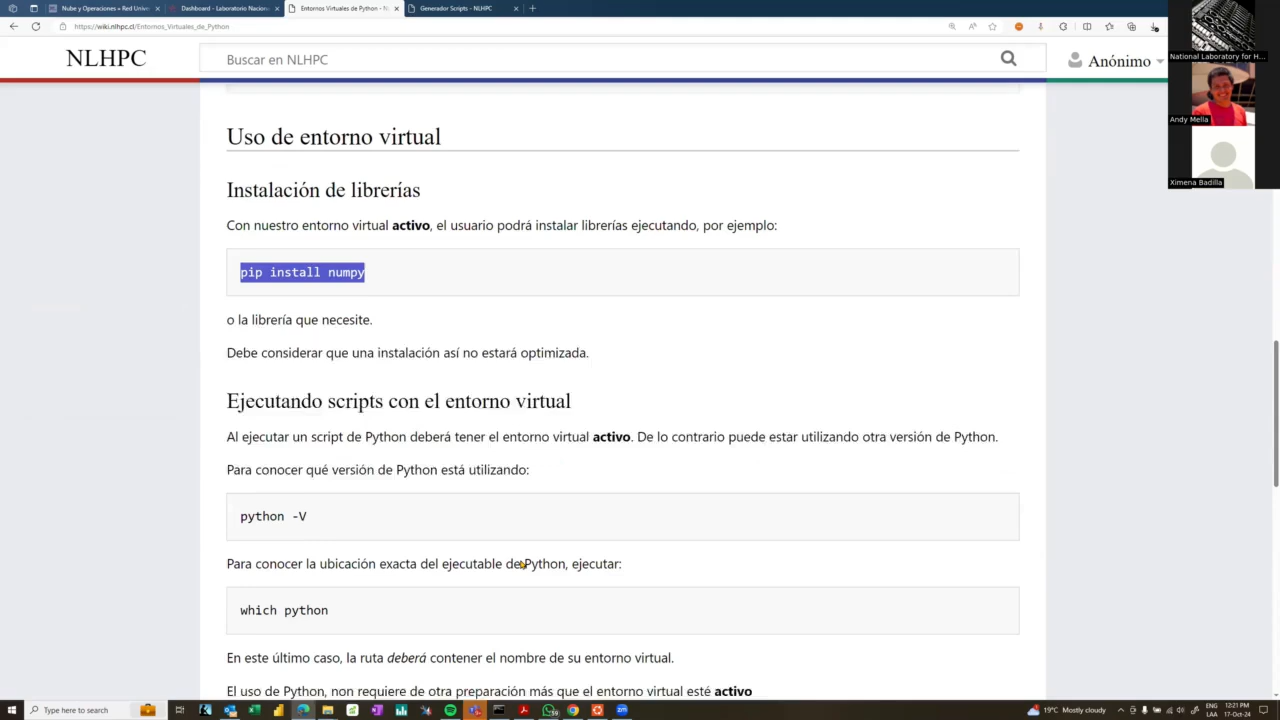 Nube y Operaciones » Red Univer
Dashboard - Laboratorio Nacional
Entornos Virtuales de Python - N
Generador Scripts - NLHPC
https://wiki.nlhpc.cl/Entornos_Virtuales_de_Python
National Laboratory for H...
NLHPC
Buscar en NLHPC
Anónimo
Andy Mella
Ximena Badilla
Uso de entorno virtual
Instalación de librerías
Con nuestro entorno virtual activo, el usuario podrá instalar librerías ejecutando, por ejemplo:
pip install numpy
o la librería que necesite.
Debe considerar que una instalación así no estará optimizada.
Ejecutando scripts con el entorno virtual
Al ejecutar un script de Python deberá tener el entorno virtual activo. De lo contrario puede estar utilizando otra versión de Python.
Para conocer qué versión de Python está utilizando:
python -V
Para conocer la ubicación exacta del ejecutable de Python, ejecutar:
which python
En este último caso, la ruta deberá contener el nombre de su entorno virtual.
El uso de Python, non requiere de otra preparación más que el entorno virtual esté activo
Type here to search
19°C Mostly cloudy
ENG
LAA
12:21 PM
17-Oct-24